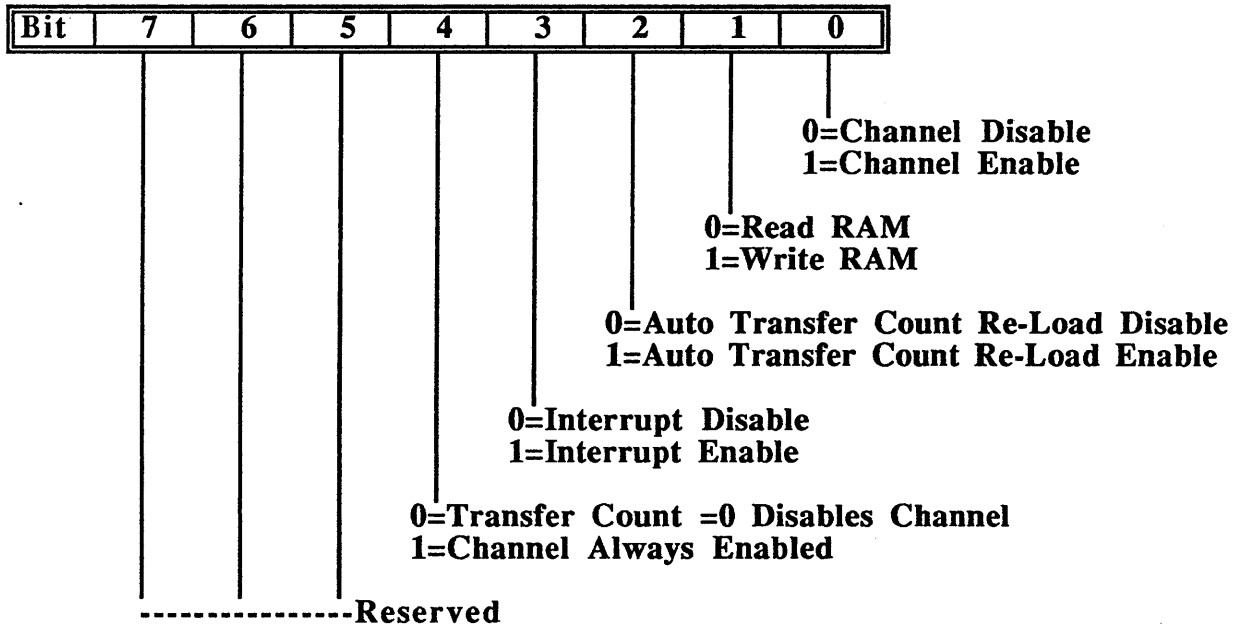 Bit 7 6 5 4 3 2 1 0
0=Channel Disable
1=Channel Enable
0=Read RAM
1=Write RAM
0=Auto Transfer Count Re-Load Disable
1=Auto Transfer Count Re-Load Enable
0=Interrupt Disable
1=Interrupt Enable
0=Transfer Count =0 Disables Channel
1=Channel Always Enabled
----------------Reserved